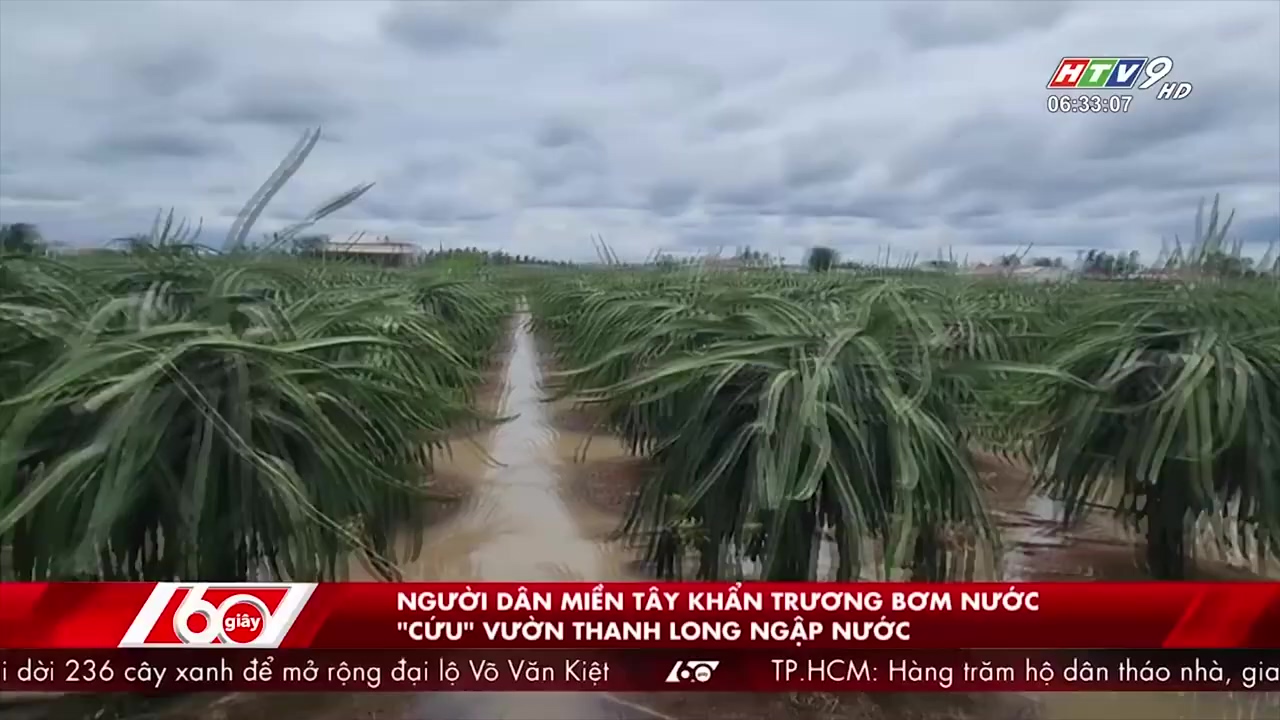 HTV9 HD
06:33:07
60 giây
NGƯỜI DÂN MIỀN TÂY KHẨN TRƯƠNG BƠM NƯỚC
"CỨU" VƯỜN THANH LONG NGẬP NƯỚC
i dời 236 cây xanh để mở rộng đại lộ Võ Văn Kiệt 60 giây TP.HCM: Hàng trăm hộ dân tháo nhà, gia